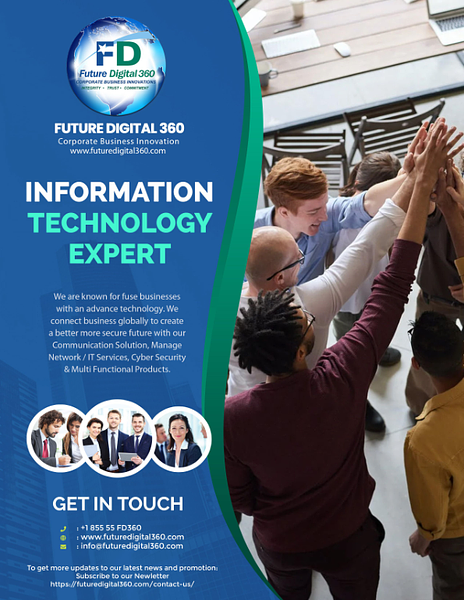 FD
Future Digital 360
CORPORATE BUSINESS INNOVATIONS
INTEGRITY • TRUST • COMMITMENT
FUTURE DIGITAL 360
Corporate Business Innovation
www.futuredigital360.com
INFORMATION
TECHNOLOGY
EXPERT
We are known for fuse businesses
with an advance technology. We
connect business globally to create
a better more secure future with our
Communication Solution, Manage
Network / IT Services, Cyber Security
& Multi Functional Products.
GET IN TOUCH
: +1 855 55 FD360
: www.futuredigital360.com
: info@futuredigital360.com
To get more updates to our latest news and promotion:
Subscribe to our Newletter
https://futuredigital360.com/contact-us/